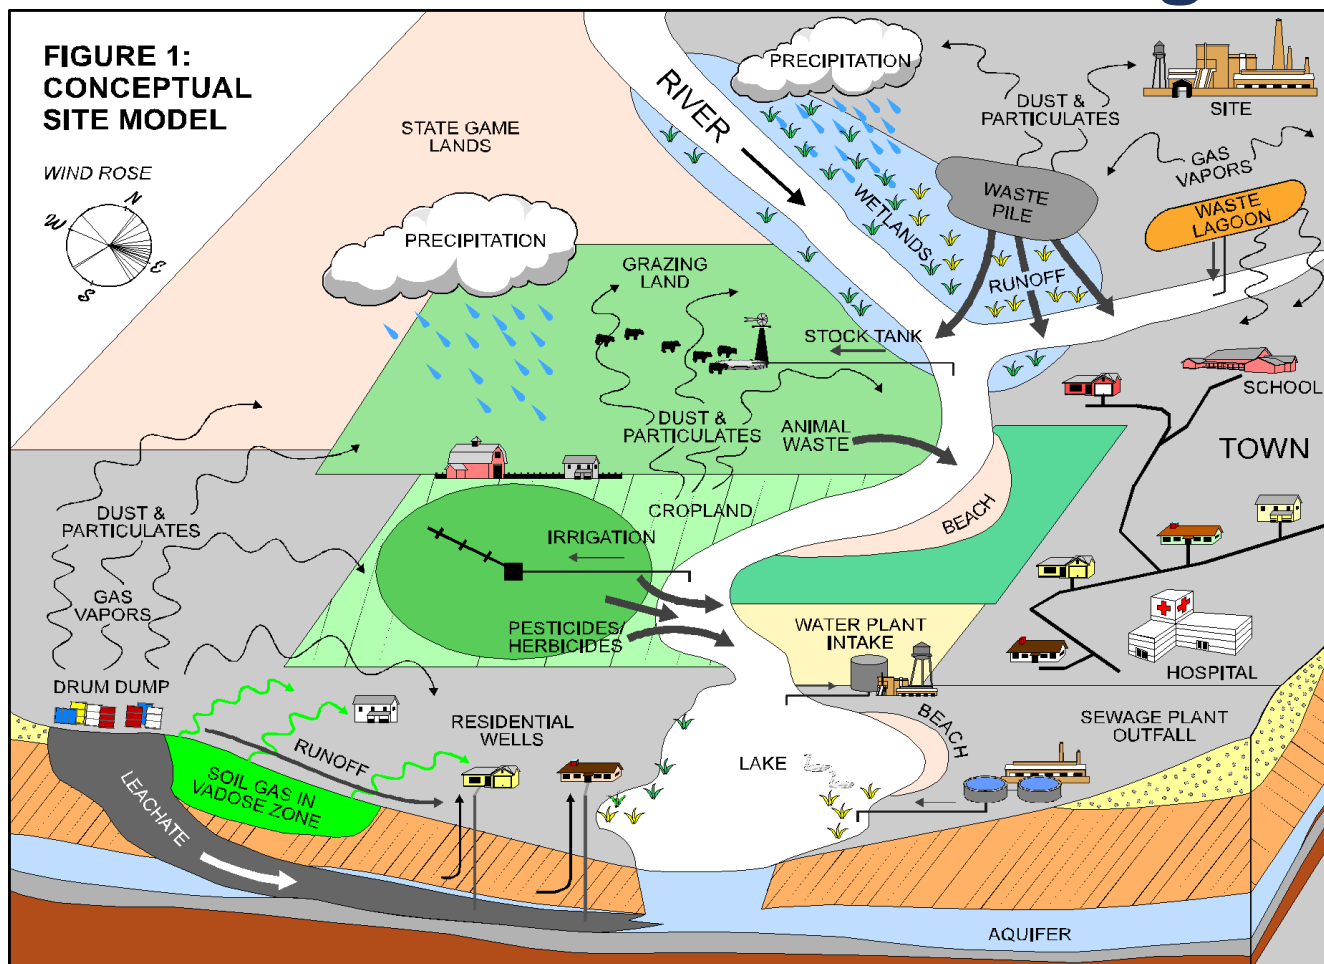 FIGURE 1:
CONCEPTUAL
SITE MODEL
WIND ROSE
N
W
E
S
STATE GAME
LANDS
RIVER
PRECIPITATION
DUST &
PARTICULATES
SITE
GAS
VAPORS
WASTE
PILE
WASTE
LAGOON
WETLANDS
RUNOFF
PRECIPITATION
GRAZING
LAND
STOCK TANK
SCHOOL
TOWN
DUST &
PARTICULATES
ANIMAL
WASTE
BEACH
CROPLAND
IRRIGATION
DUST &
PARTICULATES
GAS
VAPORS
PESTICIDES/
HERBICIDES
WATER PLANT
INTAKE
HOSPITAL
DRUM DUMP
RUNOFF
RESIDENTIAL
WELLS
BEACH
SEWAGE PLANT
OUTFALL
LAKE
SOIL GAS IN
VADOSE ZONE
LEACHATE
AQUIFER